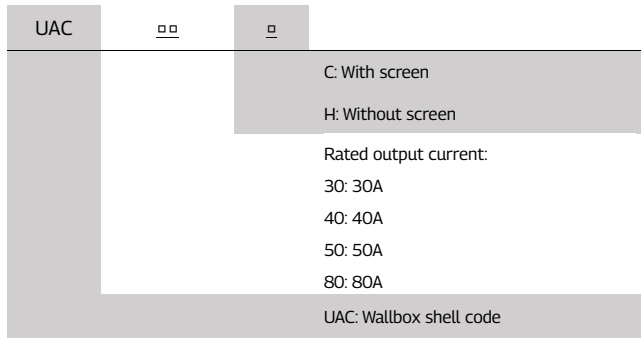 UAC □□ □
C: With screen
H: Without screen
Rated output current:
30: 30A
40: 40A
50: 50A
80: 80A
UAC: Wallbox shell code